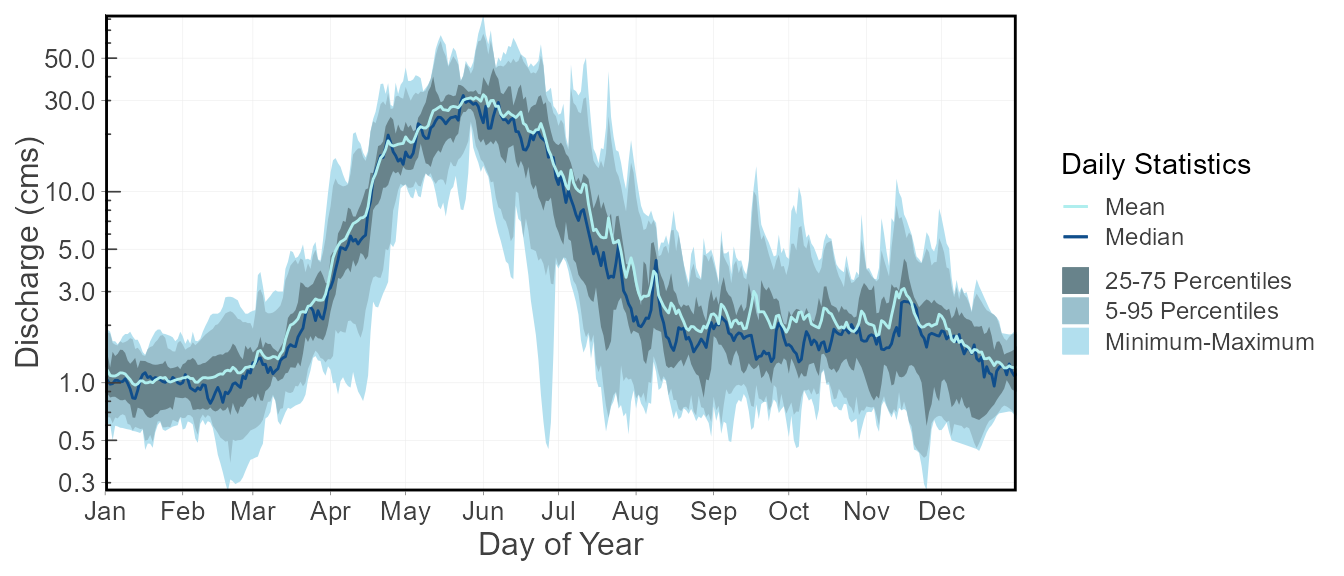 Discharge (cms)
50.0
30.0
10.0
5.0
3.0
1.0
0.5
0.3
Jan Feb Mar Apr May Jun Jul Aug Sep Oct Nov Dec
Day of Year
Daily Statistics
Mean
Median
25-75 Percentiles
5-95 Percentiles
Minimum-Maximum